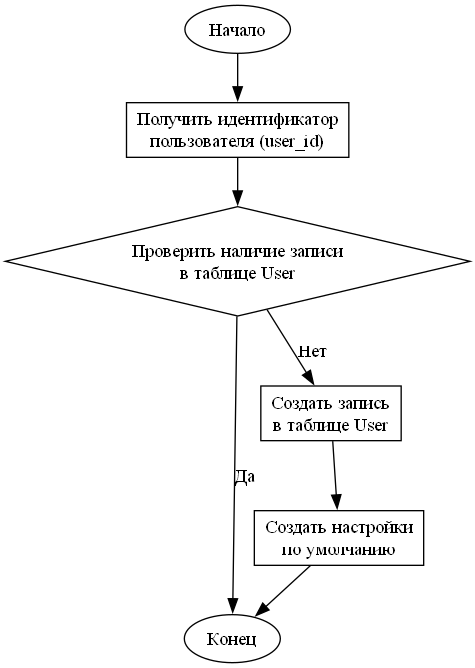 Начало
Получить идентификатор
пользователя (user_id)
Проверить наличие записи
в таблице User
Нет
Создать запись
в таблице User
Да
Создать настройки
по умолчанию
Конец